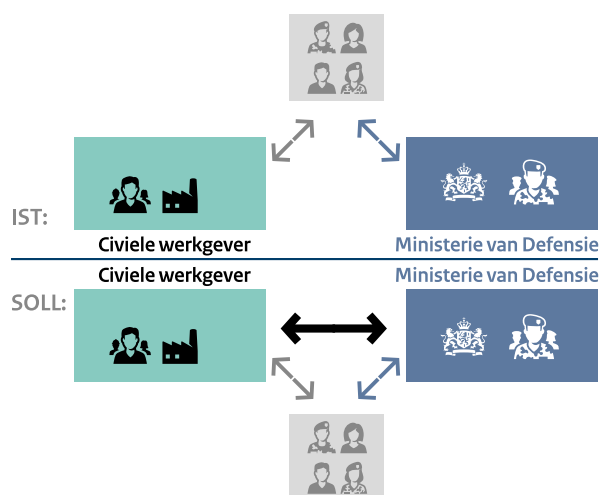 IST:
Civiele werkgever
Ministerie van Defensie
Civiele werkgever
Ministerie van Defensie
SOLL: